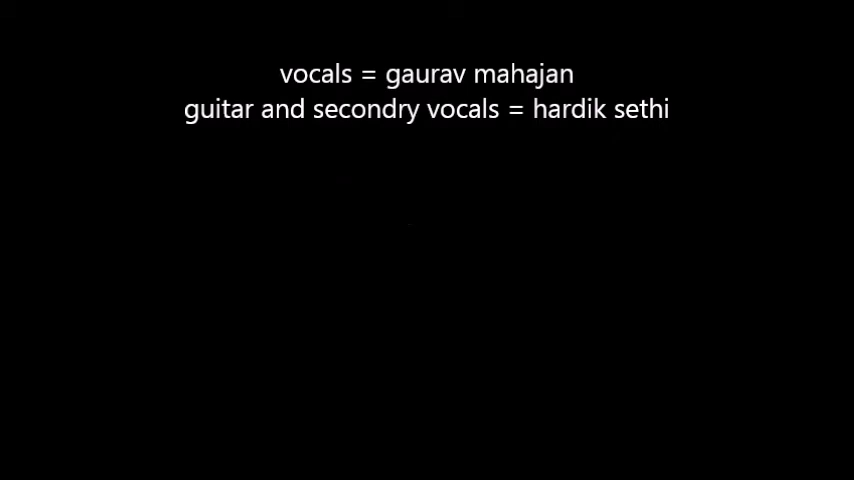 vocals = gaurav mahajan
guitar and secondry vocals = hardik sethi